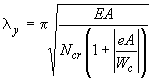 λ_y = π √( EA / ( N_cr ( 1 + | eA / W_c | ) ) )